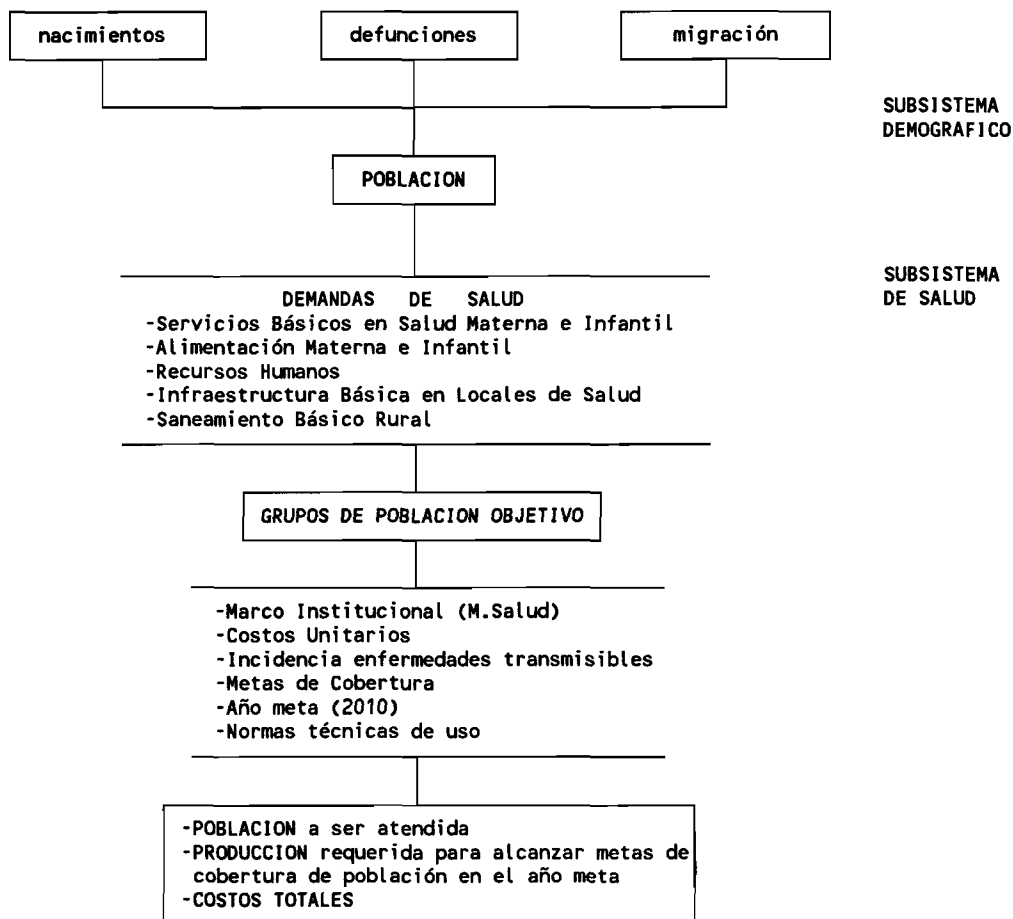 nacimientos
defunciones
migración
SUBSISTEMA
DEMOGRAFICO
POBLACION
SUBSISTEMA
DE SALUD
DEMANDAS DE SALUD
-Servicios Básicos en Salud Materna e Infantil
-Alimentación Materna e Infantil
-Recursos Humanos
-Infraestructura Básica en Locales de Salud
-Saneamiento Básico Rural
GRUPOS DE POBLACION OBJETIVO
-Marco Institucional (M.Salud)
-Costos Unitarios
-Incidencia enfermedades transmisibles
-Metas de Cobertura
-Año meta (2010)
-Normas técnicas de uso
-POBLACION a ser atendida
-PRODUCCION requerida para alcanzar metas de
cobertura de población en el año meta
-COSTOS TOTALES